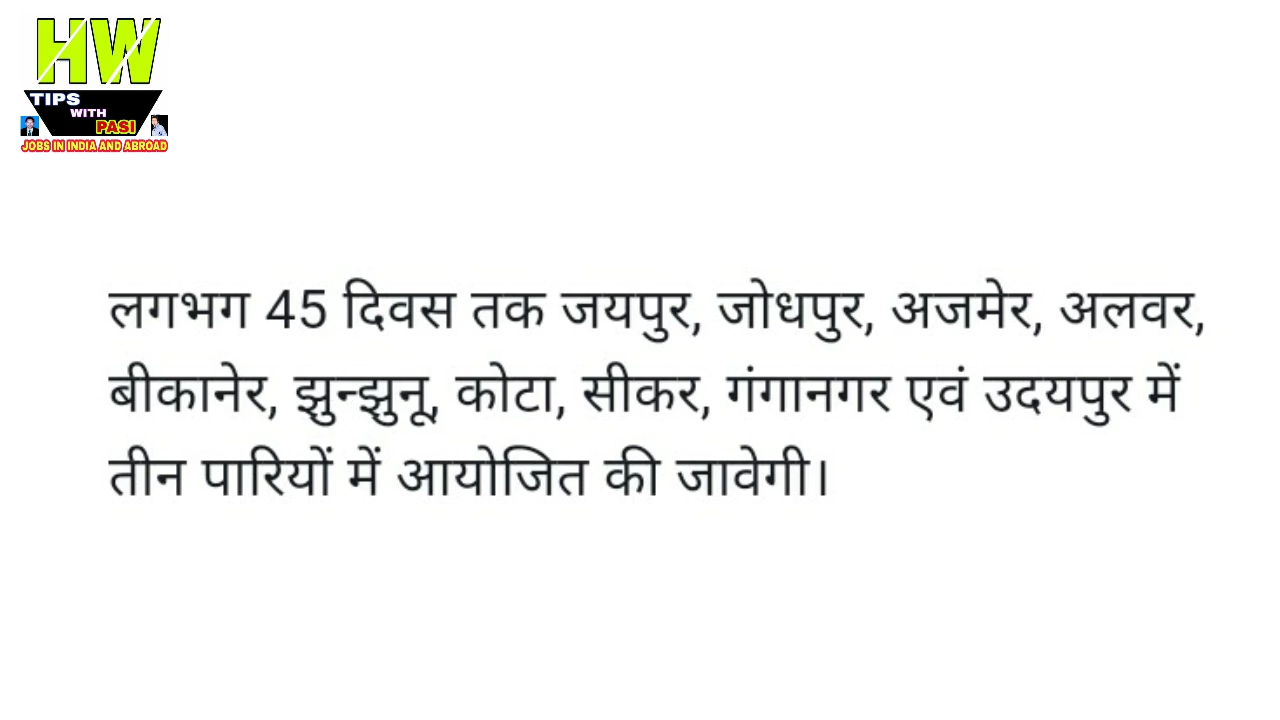 HW
TIPS
WITH
PASI
JOBS IN INDIA AND ABROAD
लगभग 45 दिवस तक जयपुर, जोधपुर, अजमेर, अलवर,
बीकानेर, झुन्झुनू, कोटा, सीकर, गंगानगर एवं उदयपुर में
तीन पारियों में आयोजित की जावेगी।